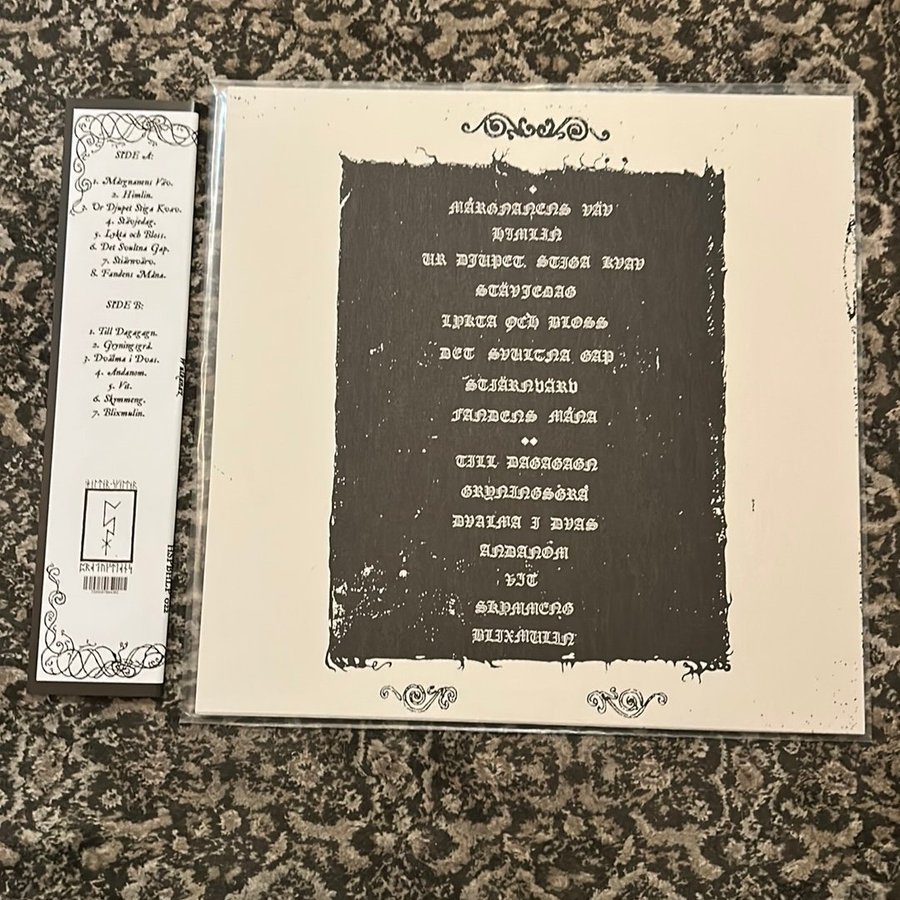 SIDE A:
1. Mårgnanens Väv.
2. Himlin.
3. Ur Djupet Stiga Kvav.
4. Stävjedag.
5. Lykta och Bloss.
6. Det Svultna Gap.
7. Stiärnvärv.
8. Fandens Måna.
SIDE B:
1. Till Dagagagn.
2. Gryningsgrå.
3. Dvälma i Dvas.
4. Andanom.
5. Vit.
6. Skymmeng.
7. Blixmulin.
MÅRGNANENS VÄV
HIMLIN
UR DJUPET STIGA KVAV
STÄVJEDAG
LYKTA OCH BLOSS
DET SVULTNA GAP
STIÄRNVÄRV
FANDENS MÅNA
TILL DAGAGAGN
GRYNINGSGRÅ
DVALMA I DVAS
ANDANOM
VIT
SKYMMENG
BLIXMULIN